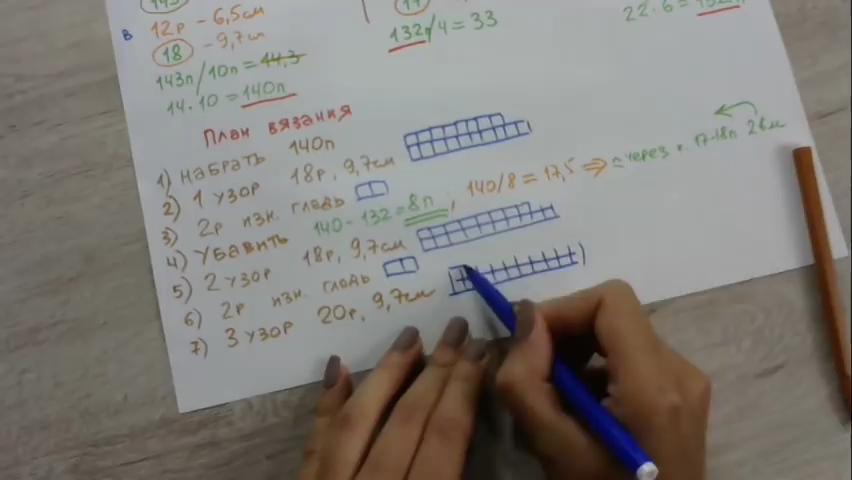 В 12р - 6,5см
18 - 9,7см
143п/10п = 14,3
14.10 = 140п
132п/4 = 33
22.6 =
План вязания
1) НАБРАТЬ 140п
2) 1 УЗОР 18р, 9,7см
3) 2р изн. гладь
4) УБАВИТЬ 140 - 132 = 8п, 140/8 = 17,5 ⇒ ≈ через к. 17-18п 2вм
5) 2 УЗОР 18р, 9,7см
6) 2р изн. гладь
7) 3 УЗОР 20р, 9,7см